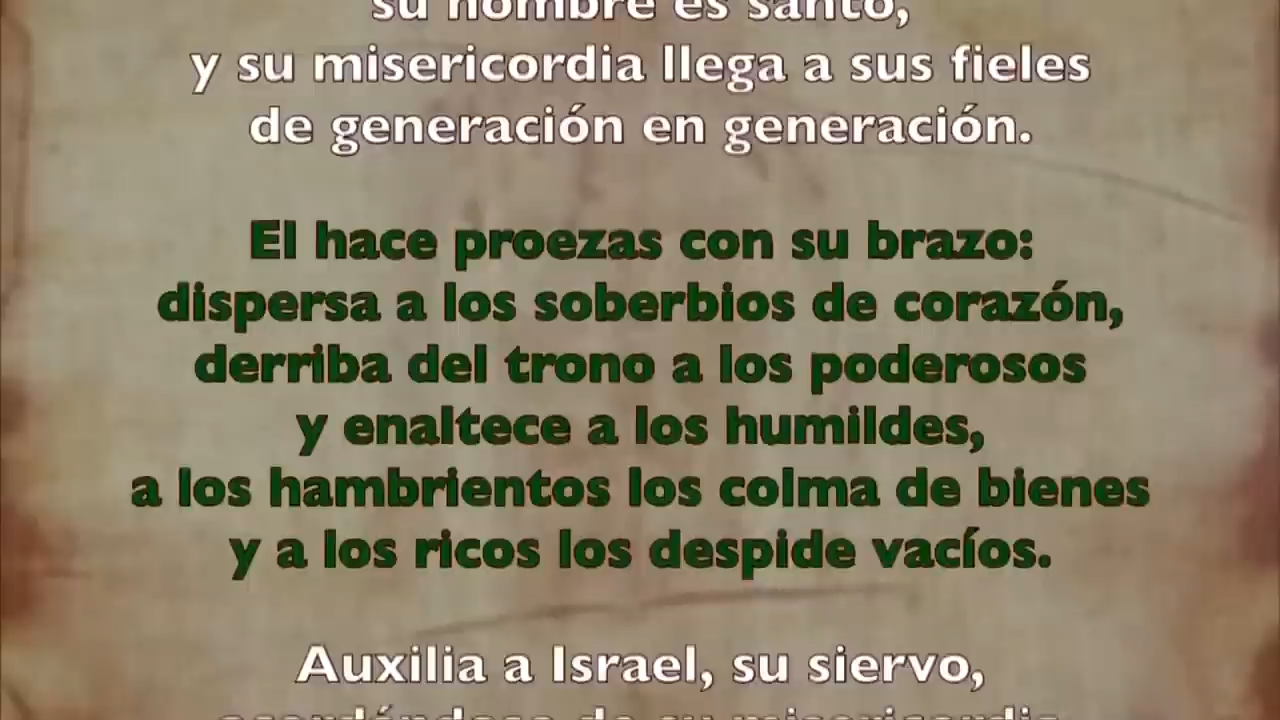 su nombre es santo,
y su misericordia llega a sus fieles
de generación en generación.
El hace proezas con su brazo:
dispersa a los soberbios de corazón,
derriba del trono a los poderosos
y enaltece a los humildes,
a los hambrientos los colma de bienes
y a los ricos los despide vacíos.
Auxilia a Israel, su siervo,
acordándose de su misericordia